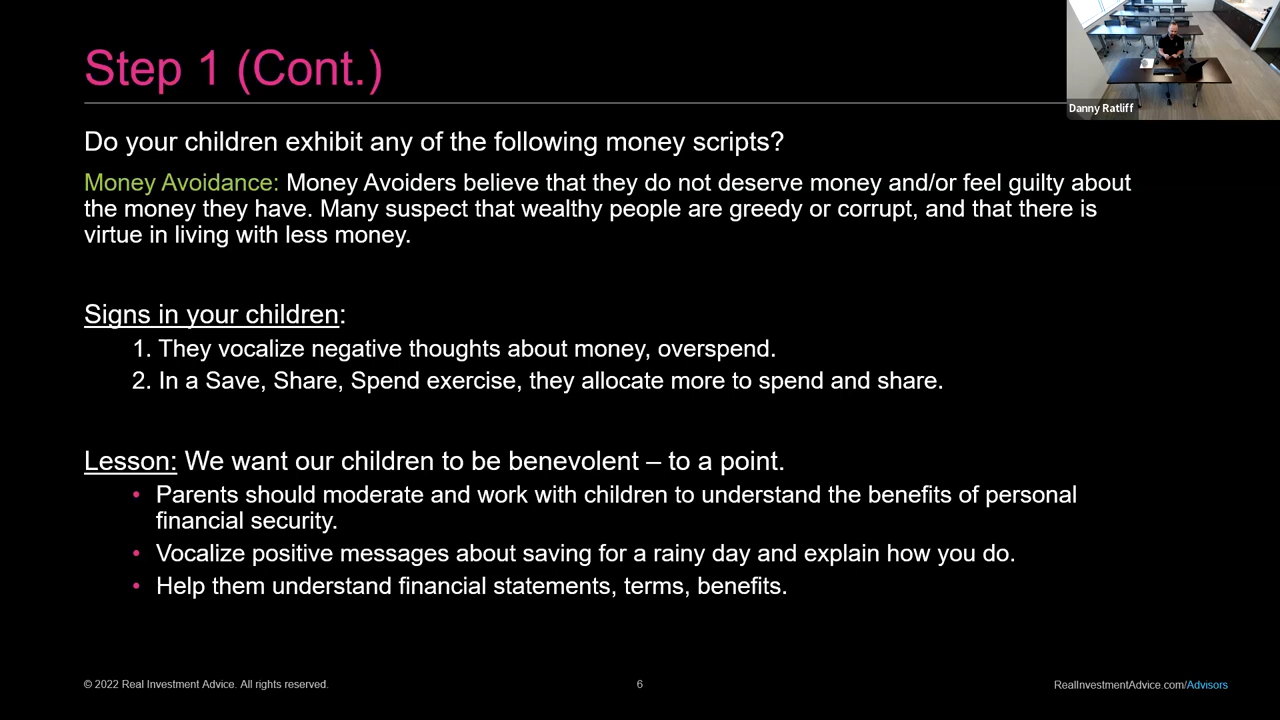 Step 1 (Cont.)
Danny Ratliff
Do your children exhibit any of the following money scripts?
Money Avoidance: Money Avoiders believe that they do not deserve money and/or feel guilty about
the money they have. Many suspect that wealthy people are greedy or corrupt, and that there is
virtue in living with less money.
Signs in your children:
1. They vocalize negative thoughts about money, overspend.
2. In a Save, Share, Spend exercise, they allocate more to spend and share.
Lesson: We want our children to be benevolent – to a point.
• Parents should moderate and work with children to understand the benefits of personal
financial security.
• Vocalize positive messages about saving for a rainy day and explain how you do.
• Help them understand financial statements, terms, benefits.
© 2022 Real Investment Advice. All rights reserved.
6
RealInvestmentAdvice.com/Advisors